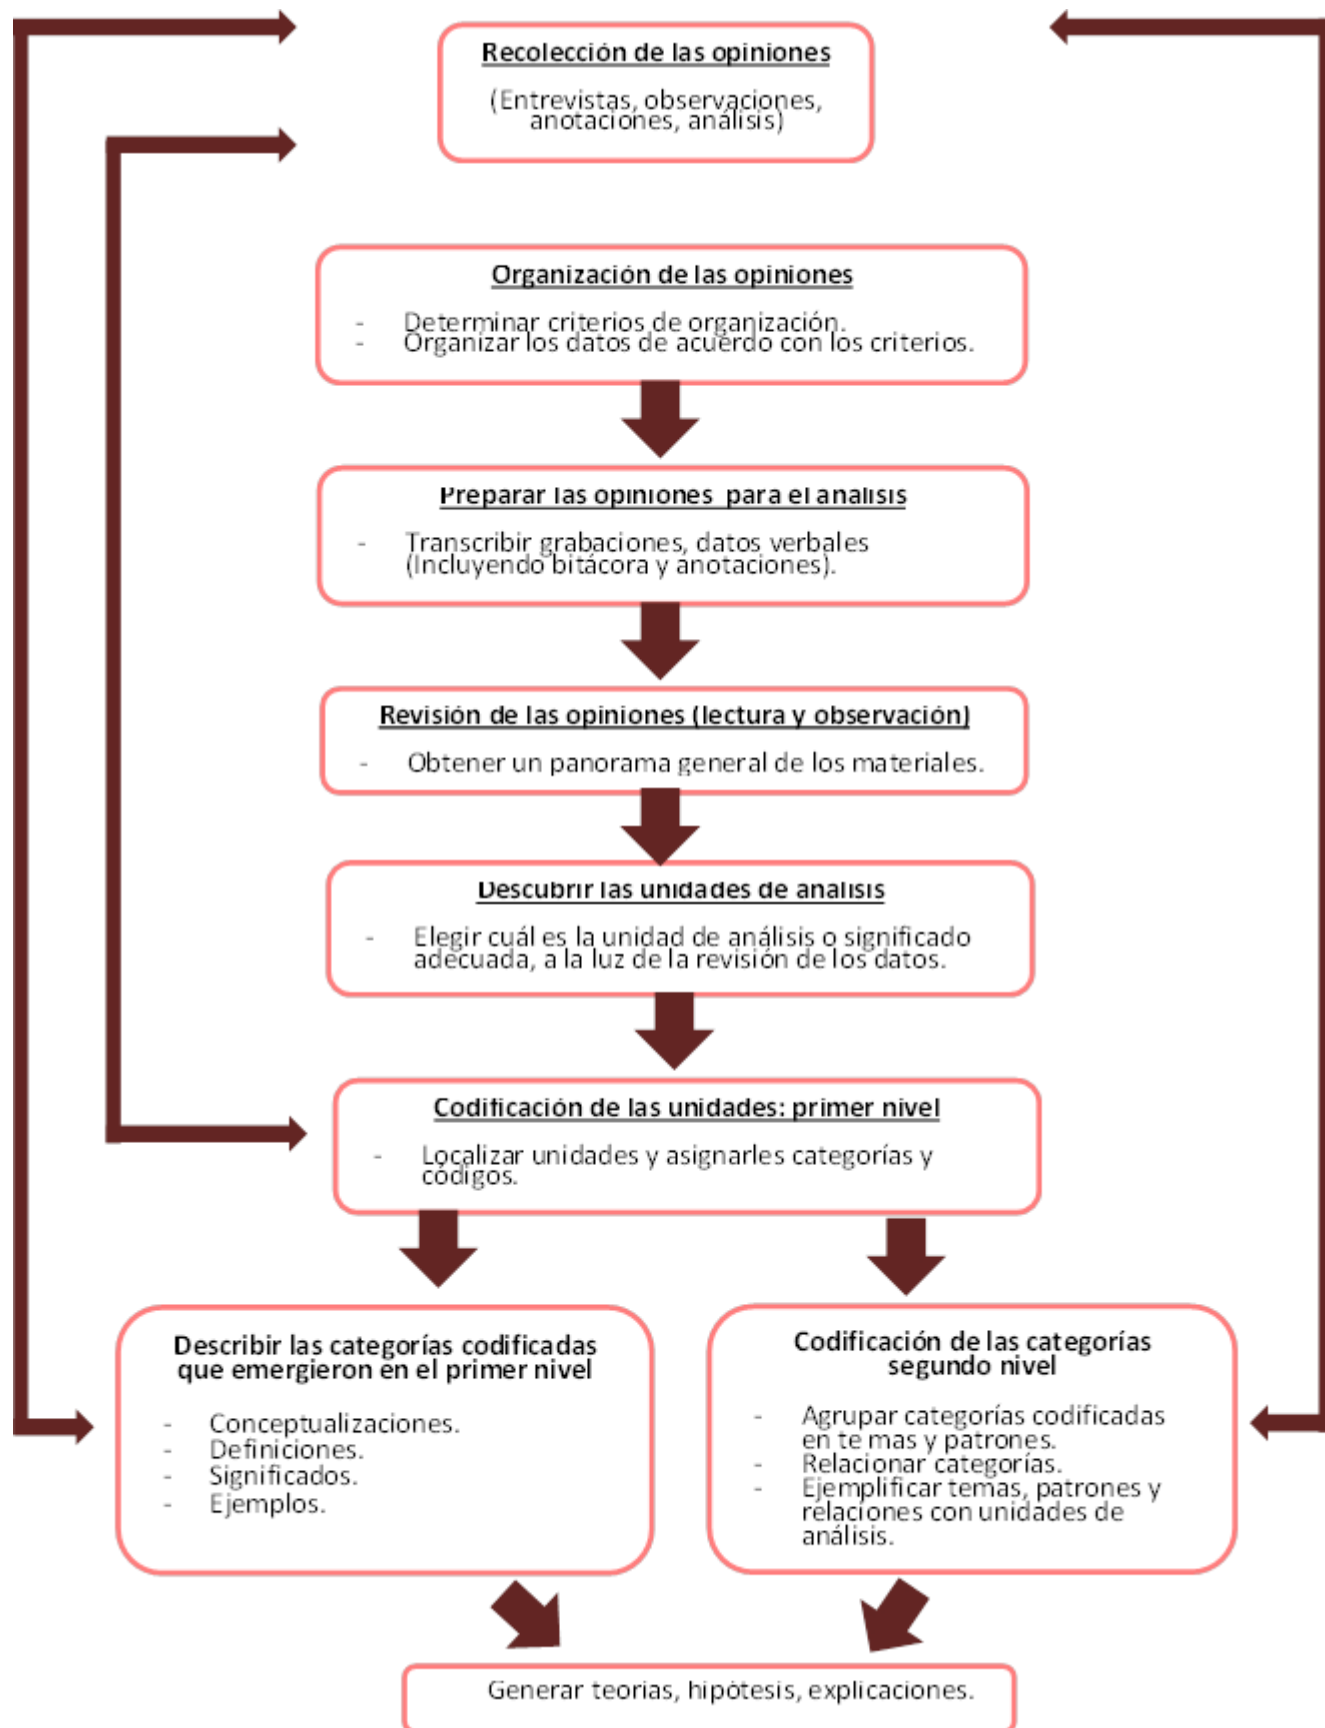 Recolección de las opiniones
(Entrevistas, observaciones,
anotaciones, análisis)
Organización de las opiniones
- Determinar criterios de organización.
- Organizar los datos de acuerdo con los criterios.
Preparar las opiniones para el análisis
- Transcribir grabaciones, datos verbales
(Incluyendo bitácora y anotaciones).
Revisión de las opiniones (lectura y observación)
- Obtener un panorama general de los materiales.
Descubrir las unidades de análisis
- Elegir cuál es la unidad de análisis o significado
adecuada, a la luz de la revisión de los datos.
Codificación de las unidades: primer nivel
- Localizar unidades y asignarles categorías y
códigos.
Describir las categorías codificadas
que emergieron en el primer nivel
- Conceptualizaciones.
- Definiciones.
- Significados.
- Ejemplos.
Codificación de las categorías
segundo nivel
- Agrupar categorías codificadas
en te mas y patrones.
- Relacionar categorías.
- Ejemplificar temas, patrones y
relaciones con unidades de
análisis.
Generar teorías, hipótesis, explicaciones.